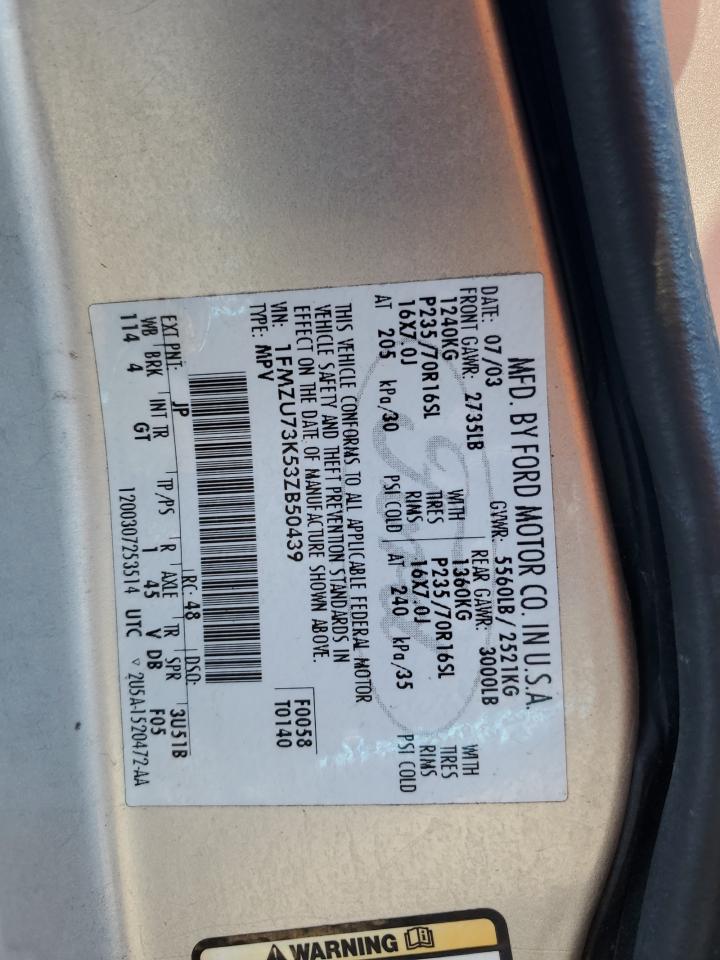 MFD. BY FORD MOTOR CO. IN U.S.A.
DATE: 07/03 GVWR: 5560LB / 2521KG
FRONT GAWR: 2735LB REAR GAWR: 3000LB
1240KG WITH 1360KG WITH
P235/70R16SL TIRES P235/70R16SL TIRES
16X7.0J RIMS 16X7.0J RIMS
AT 205 kPa/30 PSI COLD AT 240 kPa/35 PSI COLD
THIS VEHICLE CONFORMS TO ALL APPLICABLE FEDERAL MOTOR
VEHICLE SAFETY AND THEFT PREVENTION STANDARDS IN
EFFECT ON THE DATE OF MANUFACTURE SHOWN ABOVE.
VIN: 1FMZU73K53ZB50439 F0058
TYPE: MPV T0140
EXT PNT: JP RC: 48 DSO: 3U51B
WB BRK INT TR TP/PS R AXLE TR SPR F05
114 4 GT 1 45 V DB
120030725351​4 UTC ▽ 2U5A-1520472-AA
Ford
WARNING